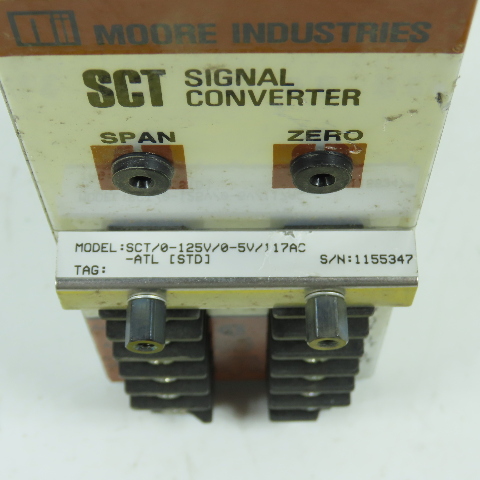 MOORE INDUSTRIES
SCT SIGNAL
CONVERTER
SPAN ZERO
MODEL:SCT/0-125V/0-5V/117AC
-ATL [STD] S/N:1155347
TAG: